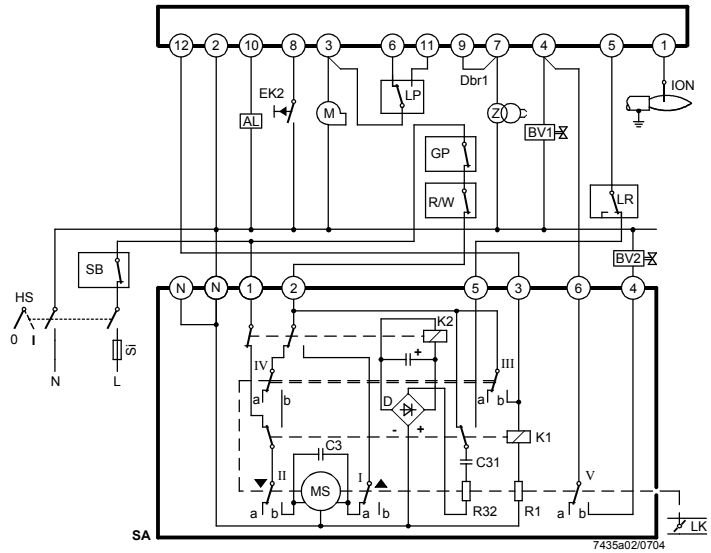 12 2 10 8 3 6 11 9 7 4 5 1
Dbr1
ION
EK2
LP
AL
M
Z
BV1
GP
R/W
LR
SB
BV2
N N 1 2 5 3 6 4
HS
0 I
Si
N L
K2
+
IV
III
a b
a b
D
- +
K1
C3
C31
II
I
V
MS
a b
a b
R32
R1
a b
LK
SA
7435a02/0704